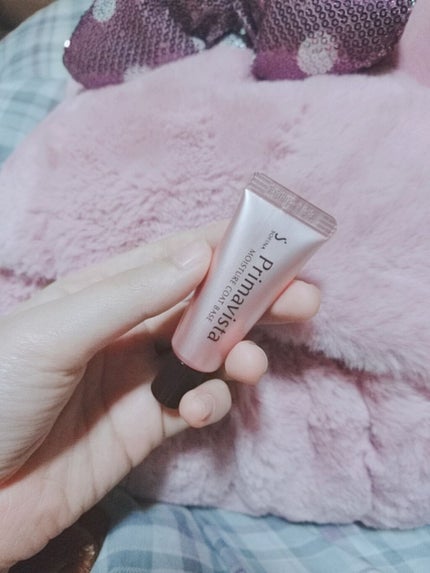 S
SOFINA
Primavista
MOISTURE COAT BASE